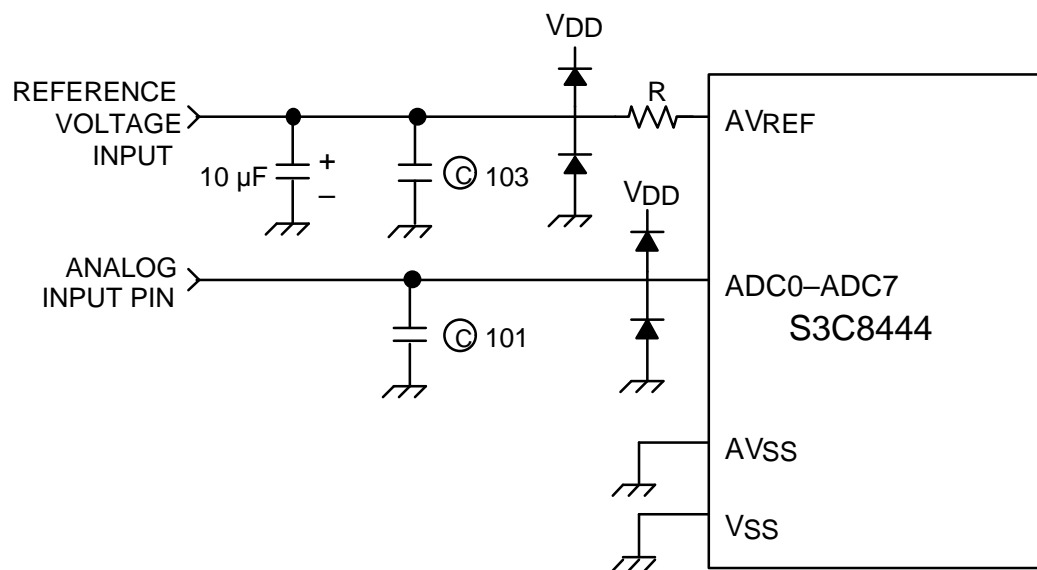 VDD
REFERENCE
VOLTAGE
INPUT
R
AVREF
10 µF
+
–
C 103
VDD
ANALOG
INPUT PIN
ADC0–ADC7
S3C8444
C 101
AVSS
VSS